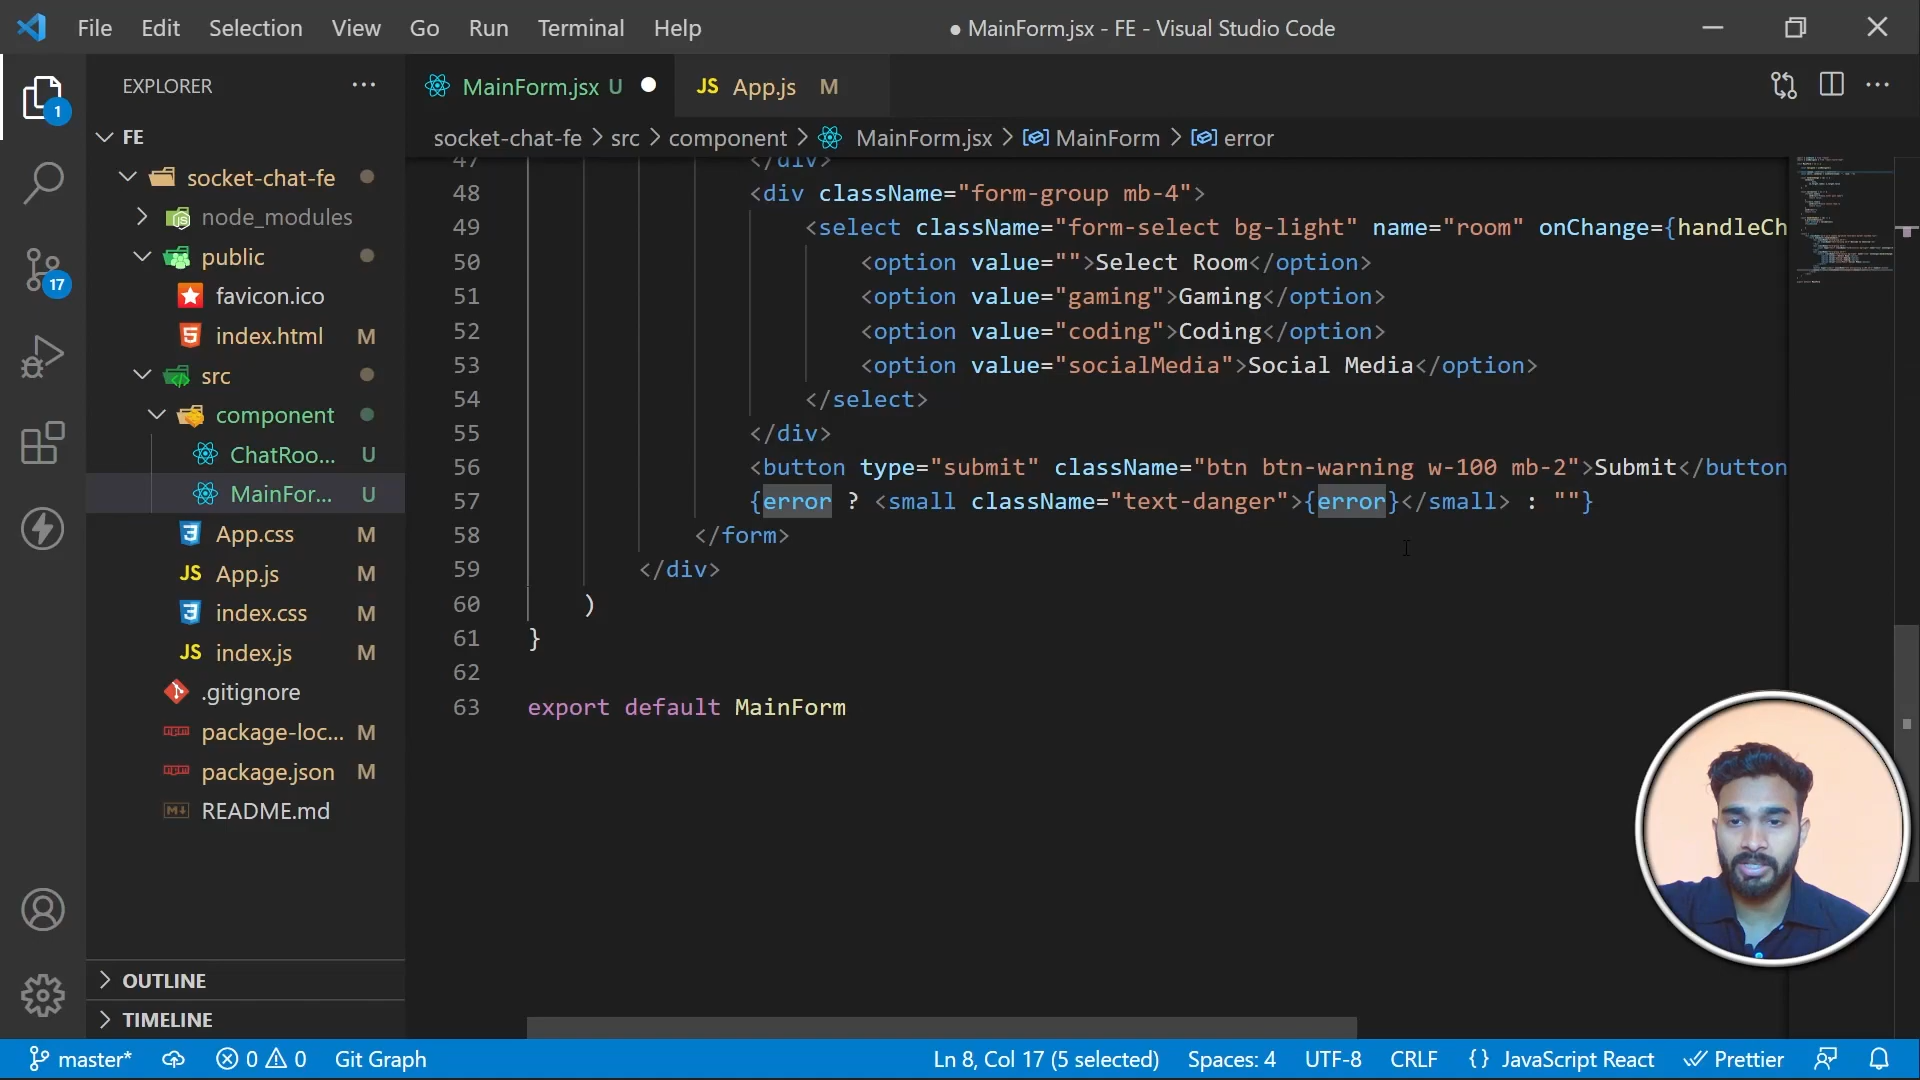 File Edit Selection View Go Run Terminal Help
● MainForm.jsx - FE - Visual Studio Code
EXPLORER
1
17
FE
socket-chat-fe
node_modules
public
favicon.ico
index.html M
src
component
ChatRoo... U
MainFor... U
App.css M
JS App.js M
index.css M
JS index.js M
.gitignore
package-loc... M
package.json M
README.md
OUTLINE
TIMELINE
MainForm.jsx U ●
JS App.js M
socket-chat-fe > src > component > MainForm.jsx > MainForm > error
47 </div>
48 <div className="form-group mb-4">
49 <select className="form-select bg-light" name="room" onChange={handleCh
50 <option value="">Select Room</option>
51 <option value="gaming">Gaming</option>
52 <option value="coding">Coding</option>
53 <option value="socialMedia">Social Media</option>
54 </select>
55 </div>
56 <button type="submit" className="btn btn-warning w-100 mb-2">Submit</button
57 {error ? <small className="text-danger">{error}</small> : ""}
58 </form>
59 </div>
60 )
61 }
62
63 export default MainForm
master* 0 0 Git Graph Ln 8, Col 17 (5 selected) Spaces: 4 UTF-8 CRLF {} JavaScript React Prettier